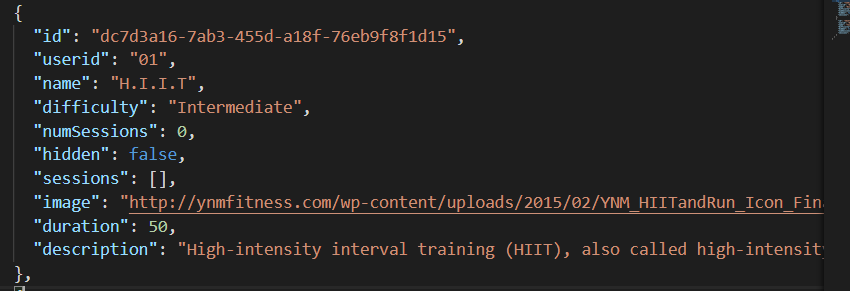 {
"id": "dc7d3a16-7ab3-455d-a18f-76eb9f8f1d15",
"userid": "01",
"name": "H.I.I.T",
"difficulty": "Intermediate",
"numSessions": 0,
"hidden": false,
"sessions": [],
"image": "http://ynmfitness.com/wp-content/uploads/2015/02/YNM_HIITandRun_Icon_Fina
"duration": 50,
"description": "High-intensity interval training (HIIT), also called high-intensity
},